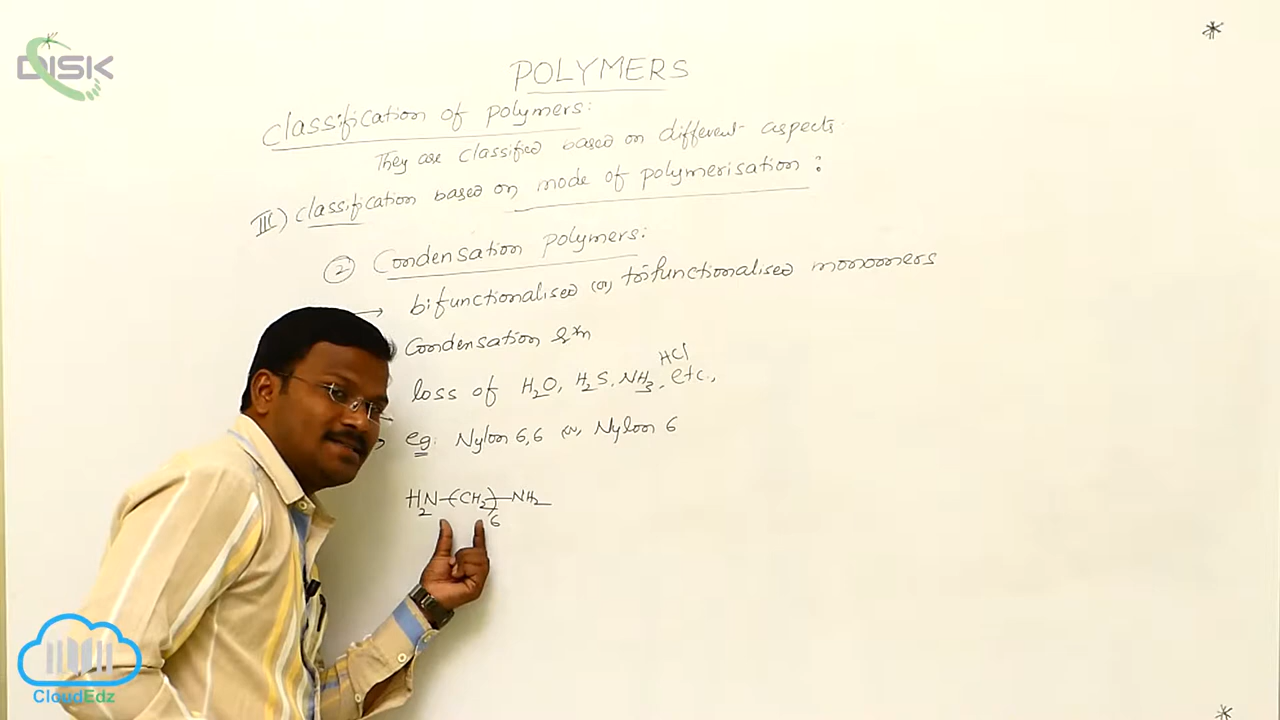 DISK
POLYMERS
Classification of polymers:
They are classified based on different aspects
III) classification based on mode of polymerisation:
② Condensation polymers:
→ bifunctionalised (or) trifunctionalised monomers
Condensation rxn
HCl
loss of H₂O, H₂S, NH₃, etc.,
eg: Nylon 6,6 (or) Nylon 6
H₂N-(CH₂)₆-NH₂
CloudEdz